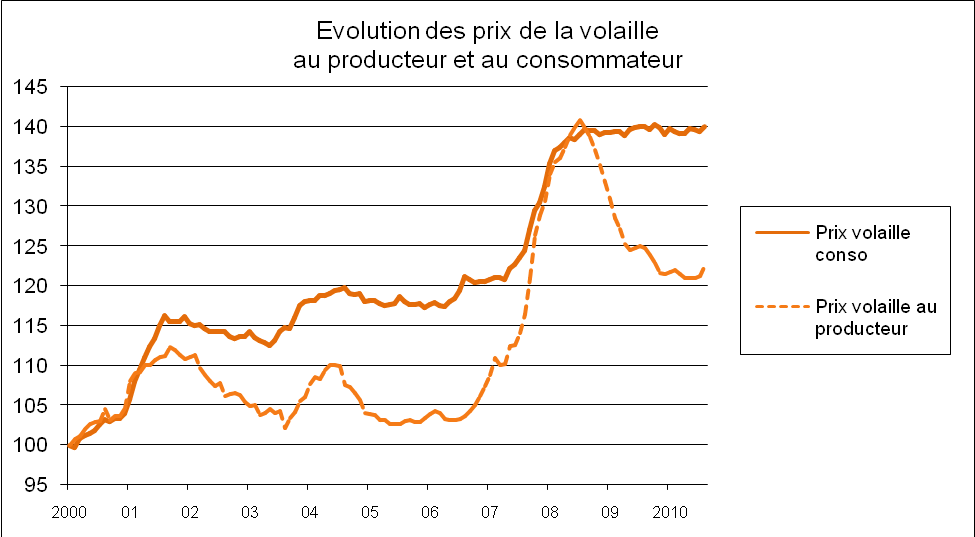 Evolution des prix de la volaille
au producteur et au consommateur
145
140
135
130
125
120
115
110
105
100
95
2000 01 02 03 04 05 06 07 08 09 2010
Prix volaille
conso
Prix volaille au
producteur